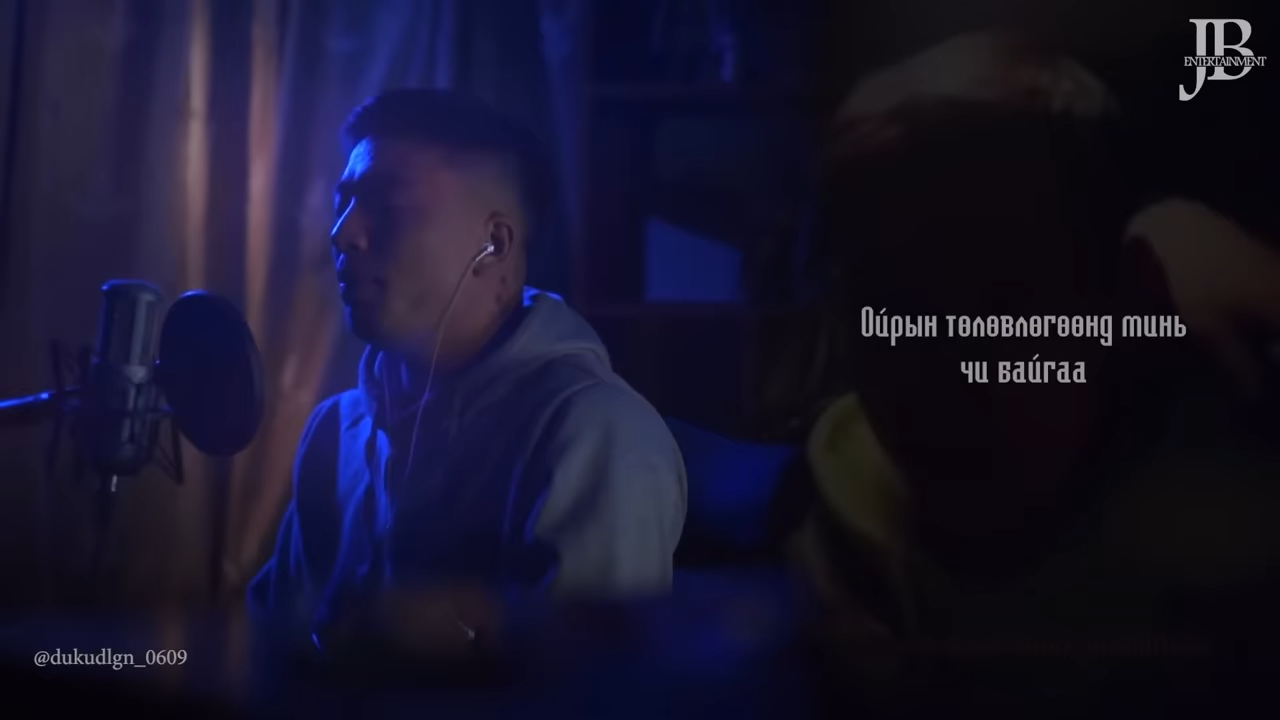 JB
ENTERTAINMENT
Ойрын төлөвлөгөөнд минь
чи байгаа
@dukudlgn_0609